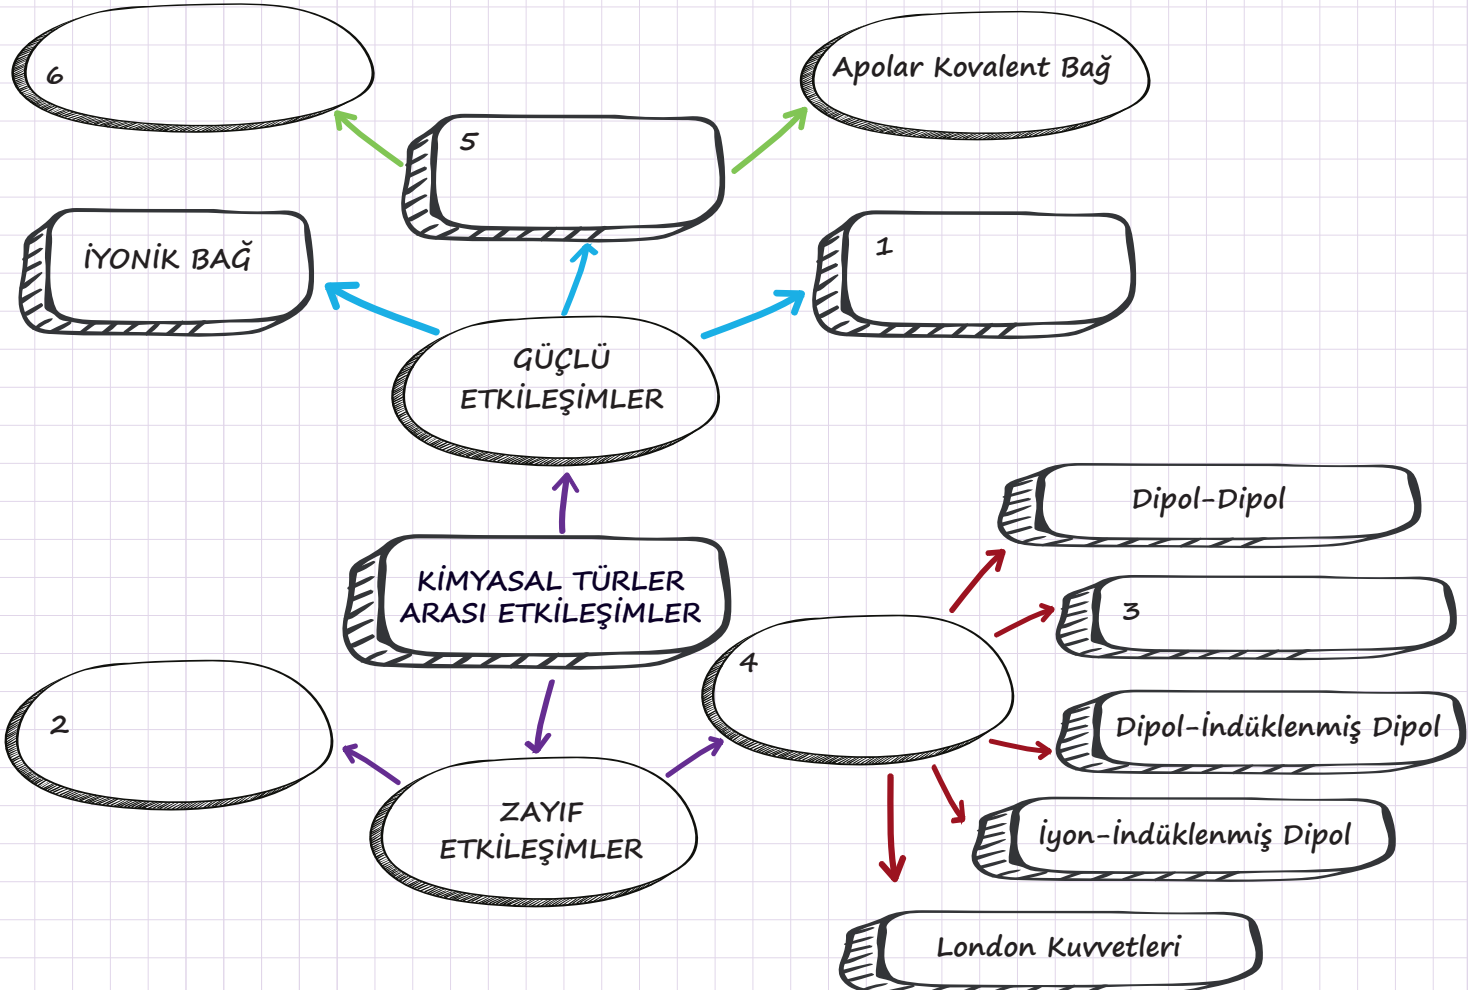 6
Apolar Kovalent Bağ
5
İYONİK BAĞ
1
GÜÇLÜ
ETKİLEŞİMLER
Dipol-Dipol
KİMYASAL TÜRLER
ARASI ETKİLEŞİMLER
3
4
2
Dipol-İndüklenmiş Dipol
ZAYIF
ETKİLEŞİMLER
İyon-İndüklenmiş Dipol
London Kuvvetleri